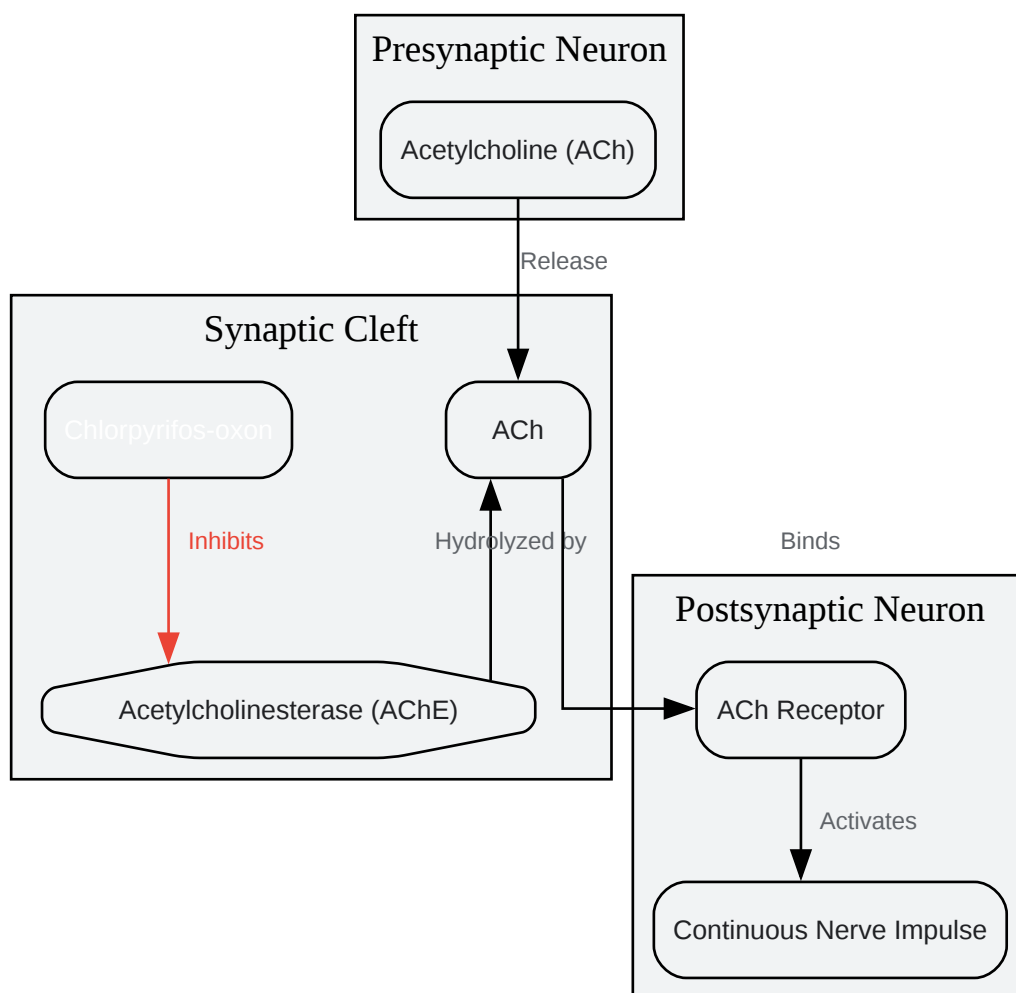 Presynaptic Neuron
Acetylcholine (ACh)
Release
Synaptic Cleft
Chlorpyrifos-oxon
ACh
Inhibits
Hydrolyzed by
Binds
Acetylcholinesterase (AChE)
Postsynaptic Neuron
ACh Receptor
Activates
Continuous Nerve Impulse